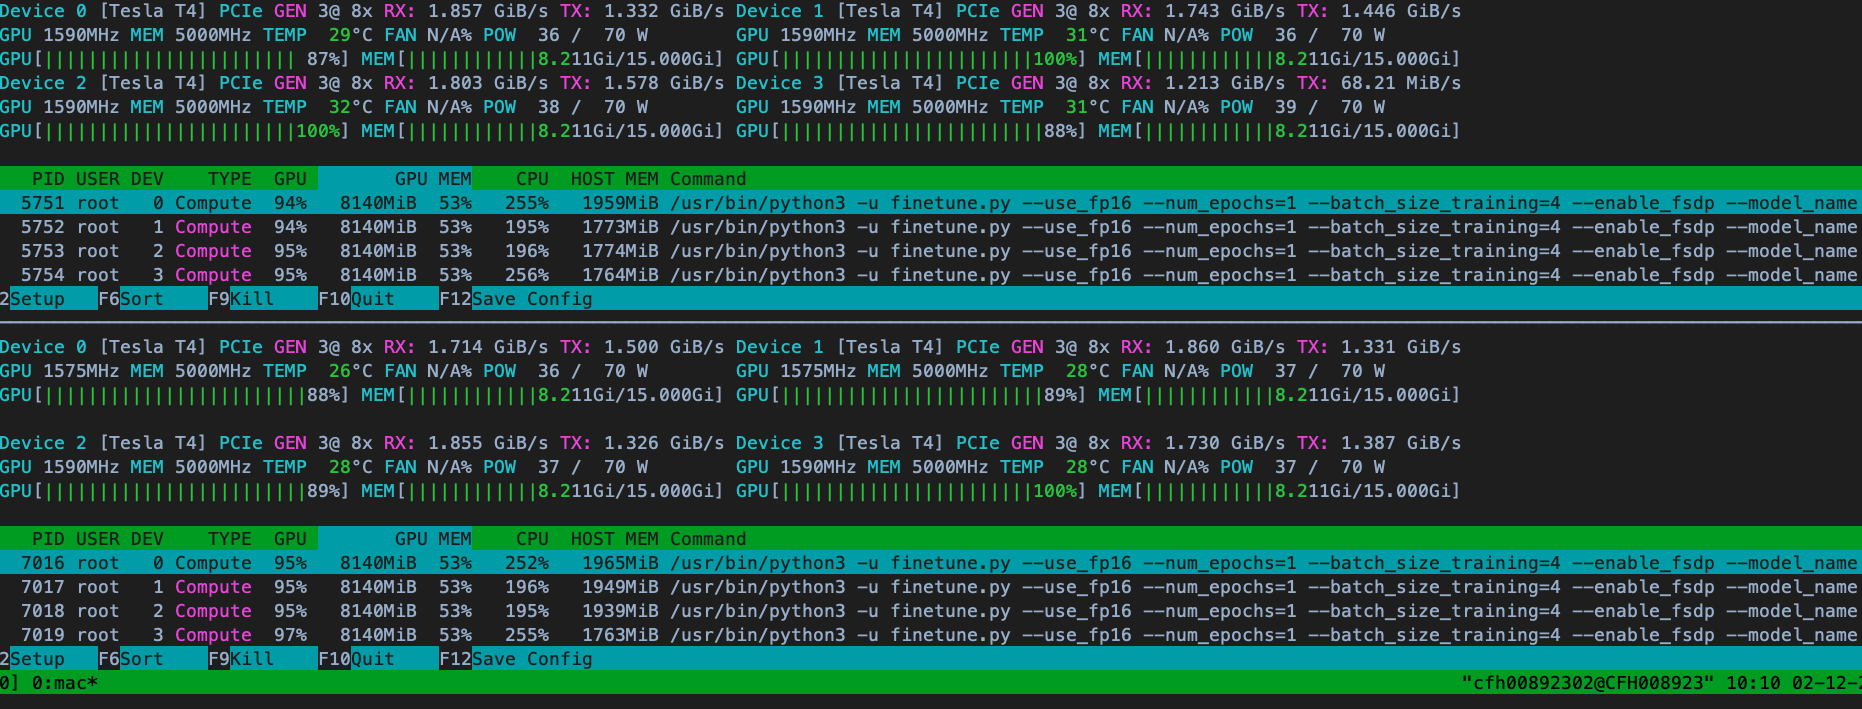 Device 0 [Tesla T4] PCIe GEN 3@ 8x RX: 1.857 GiB/s TX: 1.332 GiB/s Device 1 [Tesla T4] PCIe GEN 3@ 8x RX: 1.743 GiB/s TX: 1.446 GiB/s
GPU 1590MHz MEM 5000MHz TEMP 29°C FAN N/A% POW 36 / 70 W GPU 1590MHz MEM 5000MHz TEMP 31°C FAN N/A% POW 36 / 70 W
GPU[||||||||||||||||||||||| 87%] MEM[||||||||||||8.211Gi/15.000Gi] GPU[|||||||||||||||||||||||100%] MEM[||||||||||||8.211Gi/15.000Gi]
Device 2 [Tesla T4] PCIe GEN 3@ 8x RX: 1.803 GiB/s TX: 1.578 GiB/s Device 3 [Tesla T4] PCIe GEN 3@ 8x RX: 1.213 GiB/s TX: 68.21 MiB/s
GPU 1590MHz MEM 5000MHz TEMP 32°C FAN N/A% POW 38 / 70 W GPU 1590MHz MEM 5000MHz TEMP 31°C FAN N/A% POW 39 / 70 W
GPU[|||||||||||||||||||||||100%] MEM[||||||||||||8.211Gi/15.000Gi] GPU[||||||||||||||||||||||||88%] MEM[||||||||||||8.211Gi/15.000Gi]
PID USER DEV TYPE GPU GPU MEM CPU HOST MEM Command
5751 root 0 Compute 94% 8140MiB 53% 255% 1959MiB /usr/bin/python3 -u finetune.py --use_fp16 --num_epochs=1 --batch_size_training=4 --enable_fsdp --model_name
5752 root 1 Compute 94% 8140MiB 53% 195% 1773MiB /usr/bin/python3 -u finetune.py --use_fp16 --num_epochs=1 --batch_size_training=4 --enable_fsdp --model_name
5753 root 2 Compute 95% 8140MiB 53% 196% 1774MiB /usr/bin/python3 -u finetune.py --use_fp16 --num_epochs=1 --batch_size_training=4 --enable_fsdp --model_name
5754 root 3 Compute 95% 8140MiB 53% 256% 1764MiB /usr/bin/python3 -u finetune.py --use_fp16 --num_epochs=1 --batch_size_training=4 --enable_fsdp --model_name
2Setup F6Sort F9Kill F10Quit F12Save Config
Device 0 [Tesla T4] PCIe GEN 3@ 8x RX: 1.714 GiB/s TX: 1.500 GiB/s Device 1 [Tesla T4] PCIe GEN 3@ 8x RX: 1.860 GiB/s TX: 1.331 GiB/s
GPU 1575MHz MEM 5000MHz TEMP 26°C FAN N/A% POW 36 / 70 W GPU 1575MHz MEM 5000MHz TEMP 28°C FAN N/A% POW 37 / 70 W
GPU[||||||||||||||||||||||||88%] MEM[||||||||||||8.211Gi/15.000Gi] GPU[||||||||||||||||||||||||89%] MEM[||||||||||||8.211Gi/15.000Gi]
Device 2 [Tesla T4] PCIe GEN 3@ 8x RX: 1.855 GiB/s TX: 1.326 GiB/s Device 3 [Tesla T4] PCIe GEN 3@ 8x RX: 1.730 GiB/s TX: 1.387 GiB/s
GPU 1590MHz MEM 5000MHz TEMP 28°C FAN N/A% POW 37 / 70 W GPU 1590MHz MEM 5000MHz TEMP 28°C FAN N/A% POW 37 / 70 W
GPU[||||||||||||||||||||||||89%] MEM[||||||||||||8.211Gi/15.000Gi] GPU[|||||||||||||||||||||||100%] MEM[||||||||||||8.211Gi/15.000Gi]
PID USER DEV TYPE GPU GPU MEM CPU HOST MEM Command
7016 root 0 Compute 95% 8140MiB 53% 252% 1965MiB /usr/bin/python3 -u finetune.py --use_fp16 --num_epochs=1 --batch_size_training=4 --enable_fsdp --model_name
7017 root 1 Compute 95% 8140MiB 53% 196% 1949MiB /usr/bin/python3 -u finetune.py --use_fp16 --num_epochs=1 --batch_size_training=4 --enable_fsdp --model_name
7018 root 2 Compute 95% 8140MiB 53% 195% 1939MiB /usr/bin/python3 -u finetune.py --use_fp16 --num_epochs=1 --batch_size_training=4 --enable_fsdp --model_name
7019 root 3 Compute 97% 8140MiB 53% 255% 1763MiB /usr/bin/python3 -u finetune.py --use_fp16 --num_epochs=1 --batch_size_training=4 --enable_fsdp --model_name
2Setup F6Sort F9Kill F10Quit F12Save Config
0] 0:mac* "cfh00892302@CFH008923" 10:10 02-12-2